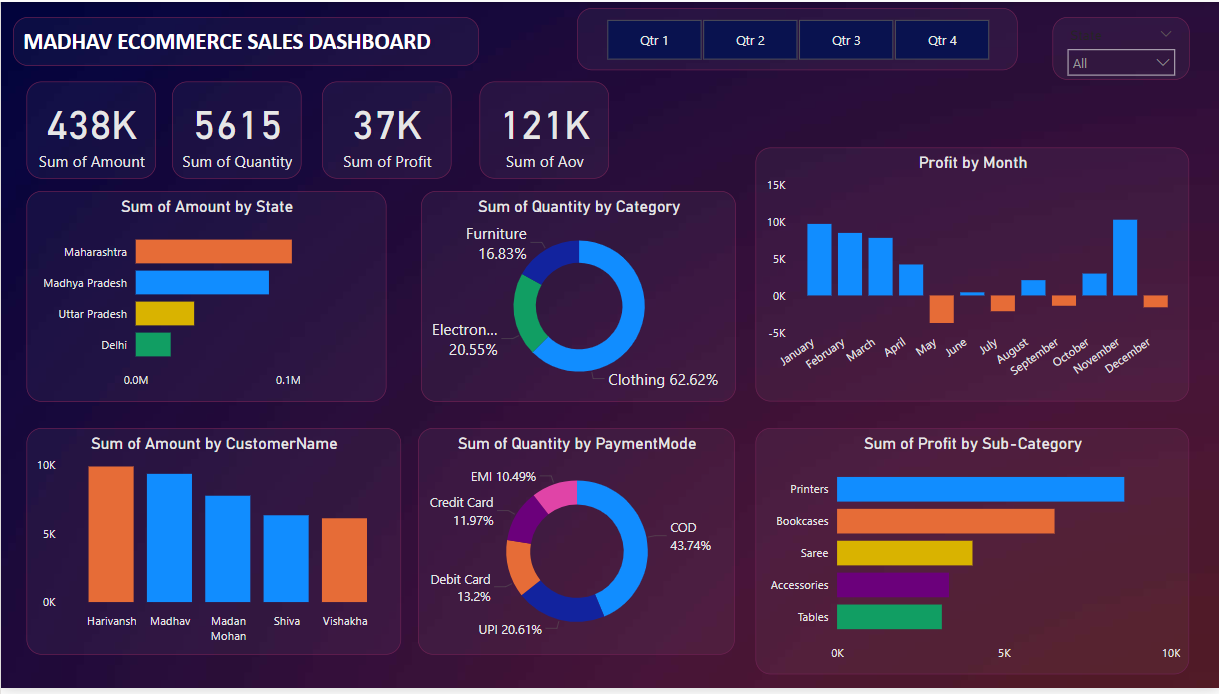 MADHAV ECOMMERCE SALES DASHBOARD
Qtr 1
Qtr 2
Qtr 3
Qtr 4
All
438K
Sum of Amount
5615
Sum of Quantity
37K
Sum of Profit
121K
Sum of Aov
Sum of Amount by State
Maharashtra
Madhya Pradesh
Uttar Pradesh
Delhi
0.0M
0.1M
Sum of Quantity by Category
Furniture
16.83%
Electron...
20.55%
Clothing 62.62%
Profit by Month
15K
10K
5K
0K
-5K
January
February
March
April
May
June
July
August
September
October
November
December
Sum of Amount by CustomerName
10K
5K
0K
Harivansh
Madhav
Madan
Mohan
Shiva
Vishakha
Sum of Quantity by PaymentMode
EMI 10.49%
Credit Card
11.97%
COD
43.74%
Debit Card
13.2%
UPI 20.61%
Sum of Profit by Sub-Category
Printers
Bookcases
Saree
Accessories
Tables
0K
5K
10K